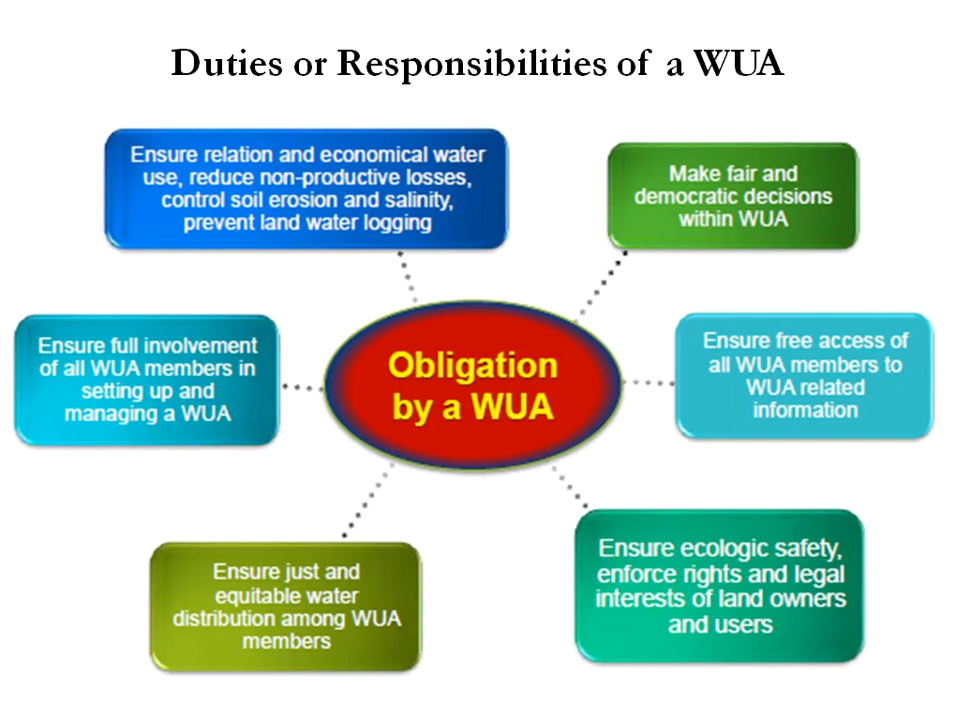 Duties or Responsibilities of a WUA
Ensure relation and economical water
use, reduce non-productive losses,
control soil erosion and salinity,
prevent land water logging
Make fair and
democratic decisions
within WUA
Ensure full involvement
of all WUA members in
setting up and
managing a WUA
Obligation
by a WUA
Ensure free access of
all WUA members to
WUA related
information
Ensure just and
equitable water
distribution among WUA
members
Ensure ecologic safety,
enforce rights and legal
interests of land owners
and users